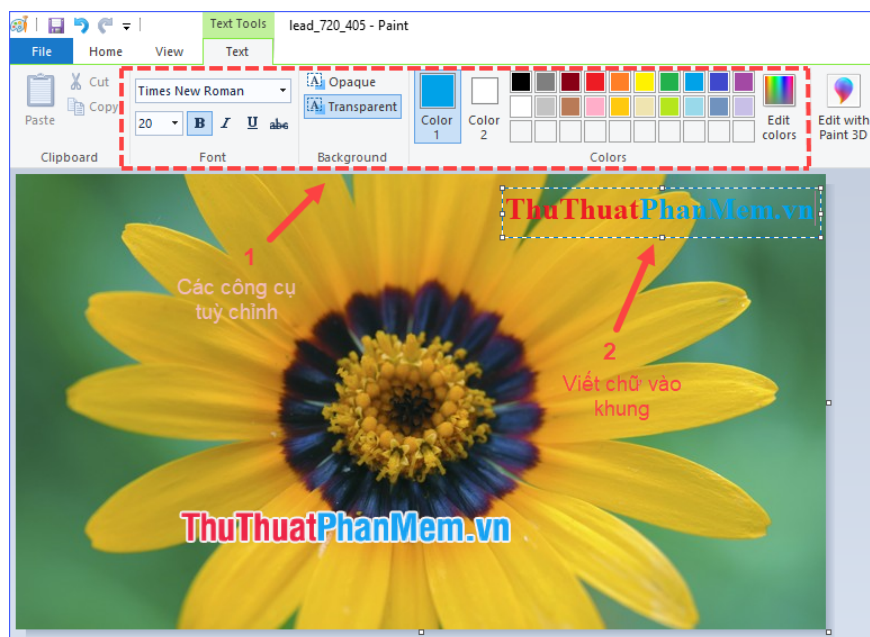 Text Tools
lead_720_405 - Paint
File
Home
View
Text
Paste
Cut
Copy
Clipboard
Times New Roman
20
B
I
U
abc
Font
Opaque
Transparent
Background
Color
1
Color
2
Edit
colors
Colors
Edit with
Paint 3D
ThuThuatPhanMem.vn
1
Các công cụ
tuỳ chỉnh
2
Viết chữ vào
khung
ThuThuatPhanMem.vn